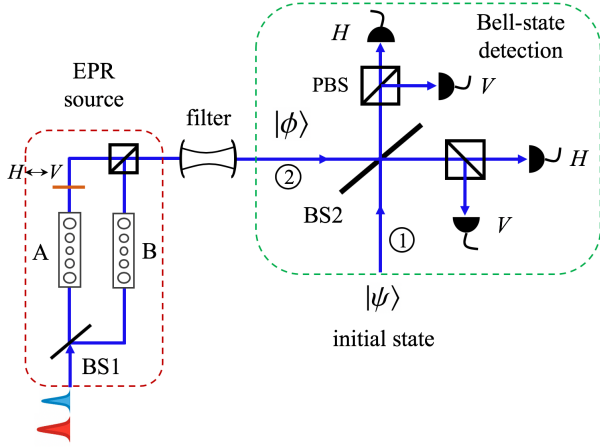 EPR
source
H↔V
A
B
BS1
filter
|ϕ⟩
②
BS2
①
|ψ⟩
initial state
Bell-state
detection
H
PBS
V
H
V